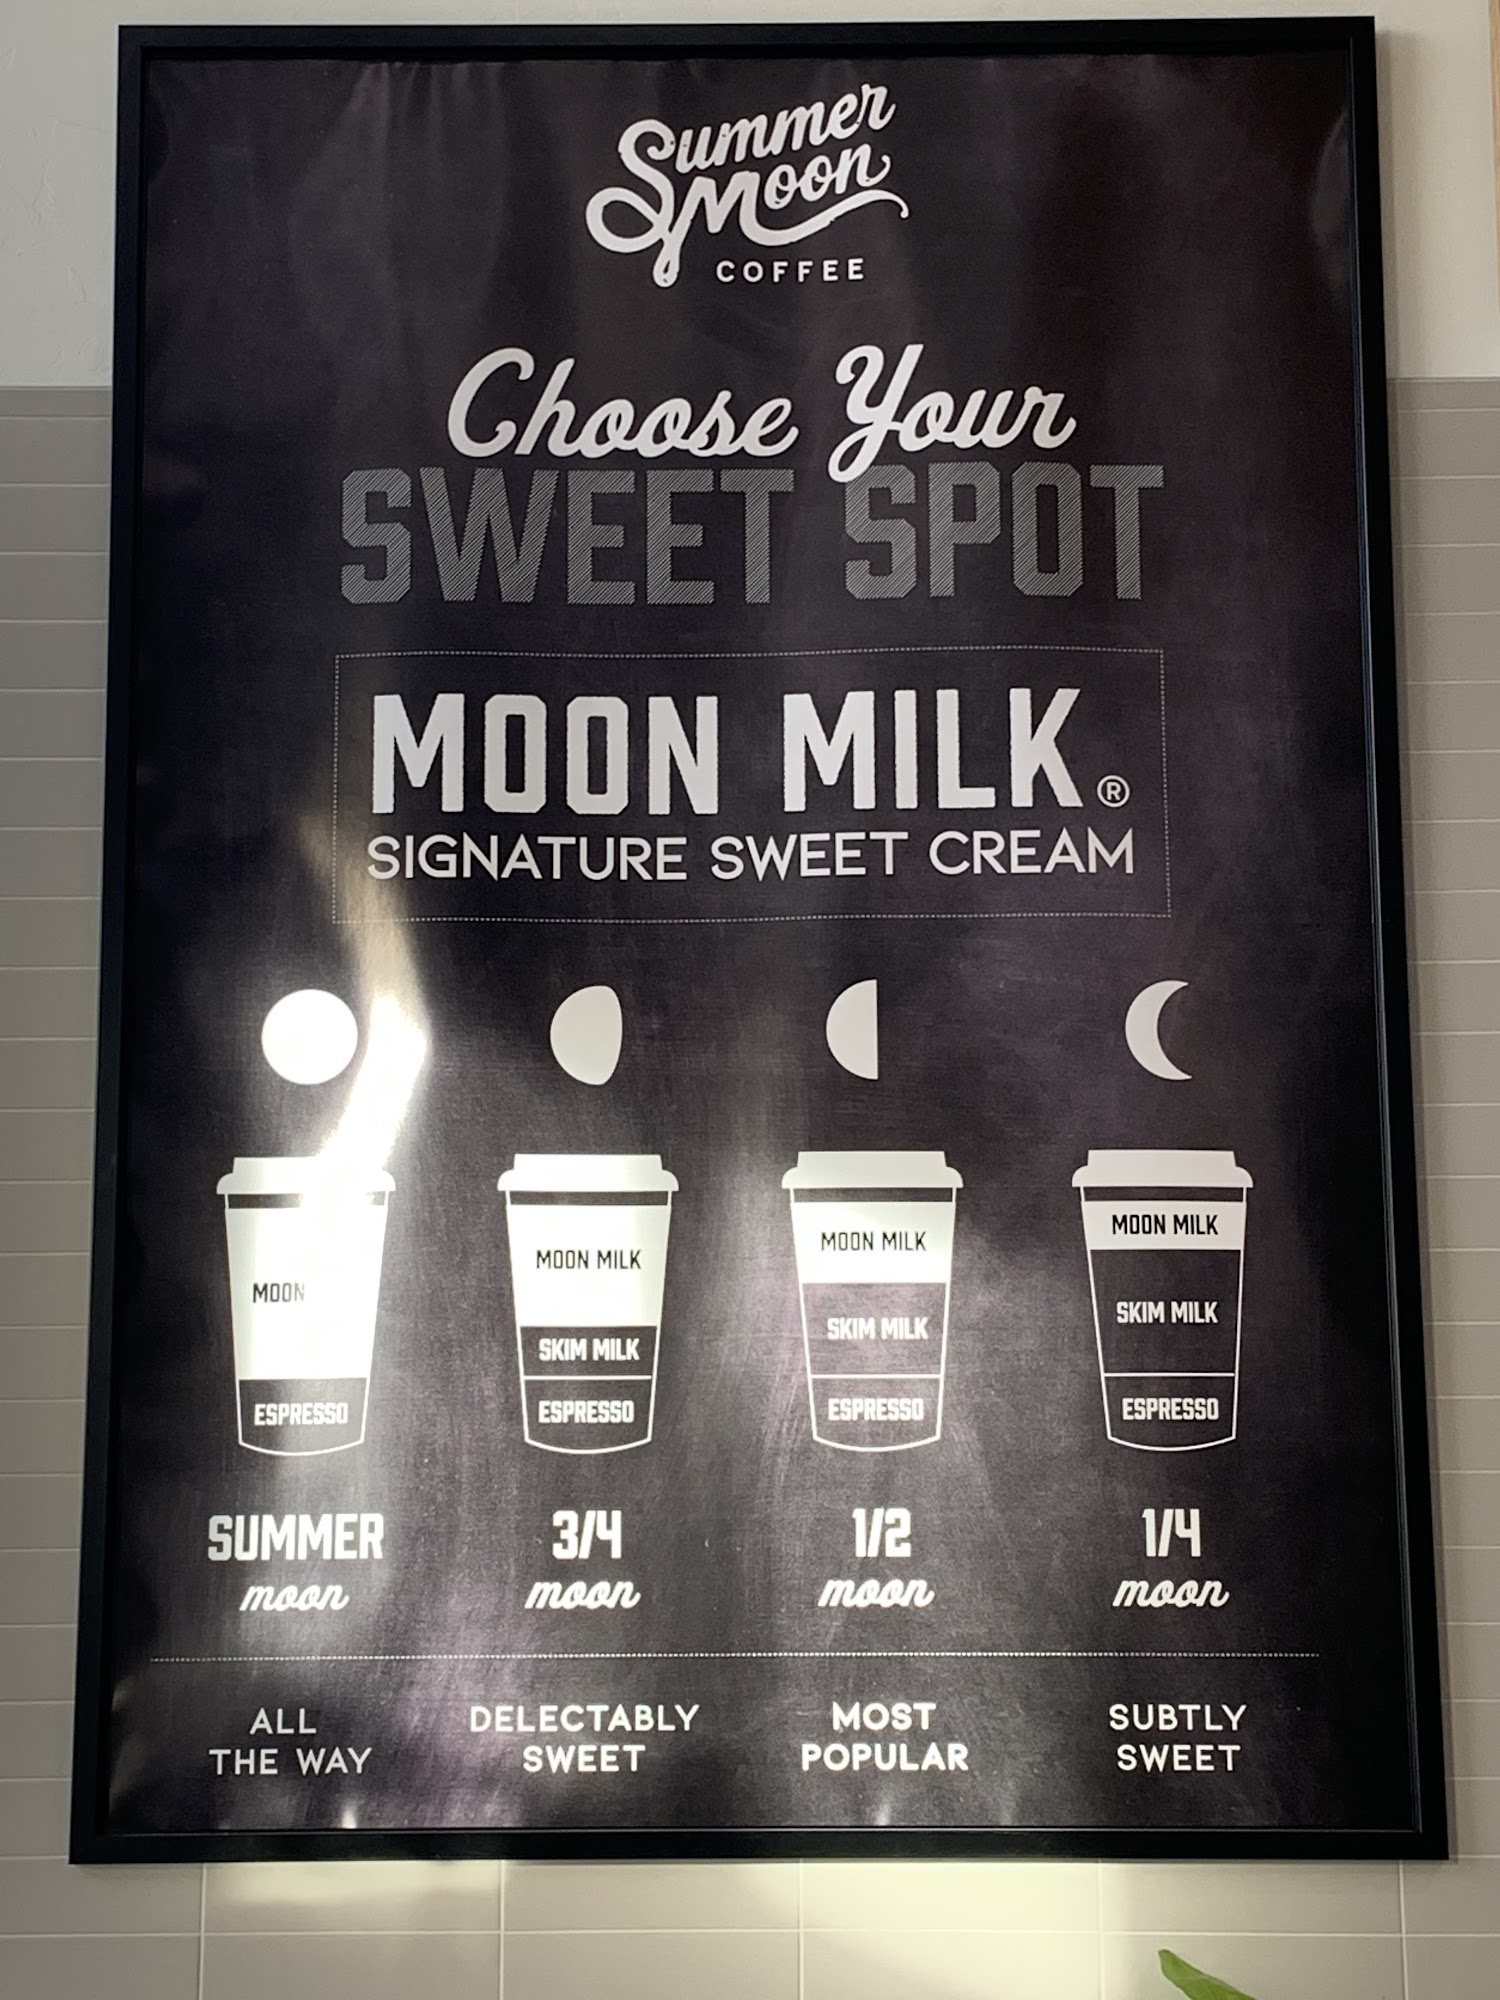 Summer
Moon
COFFEE
Choose Your
SWEET SPOT
MOON MILK®
SIGNATURE SWEET CREAM
MOON
ESPRESSO
MOON MILK
SKIM MILK
ESPRESSO
MOON MILK
SKIM MILK
ESPRESSO
MOON MILK
SKIM MILK
ESPRESSO
SUMMER
moon
3/4
moon
1/2
moon
1/4
moon
ALL
THE WAY
DELECTABLY
SWEET
MOST
POPULAR
SUBTLY
SWEET